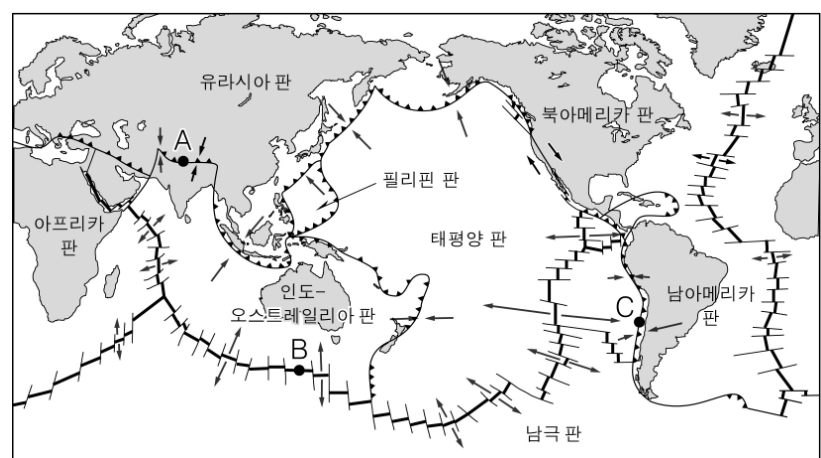 유라시아 판
북아메리카 판
A
필리핀 판
아프리카
판
태평양 판
인도-
오스트레일리아 판
남아메리카
판
C
B
남극 판